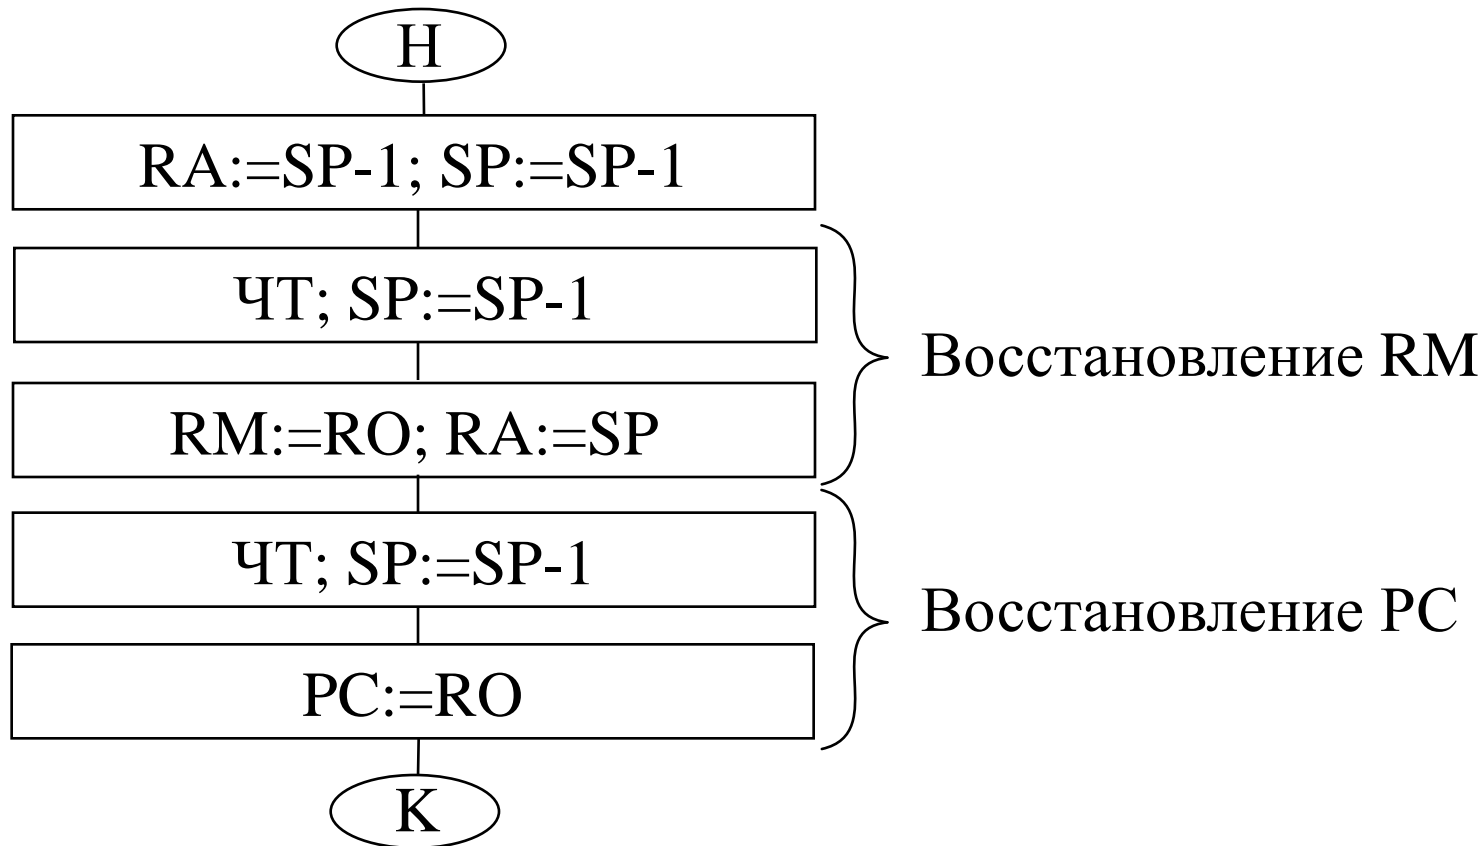 Н
RA:=SP-1; SP:=SP-1
ЧТ; SP:=SP-1
Восстановление RM
RM:=RO; RA:=SP
ЧТ; SP:=SP-1
Восстановление PC
PC:=RO
К